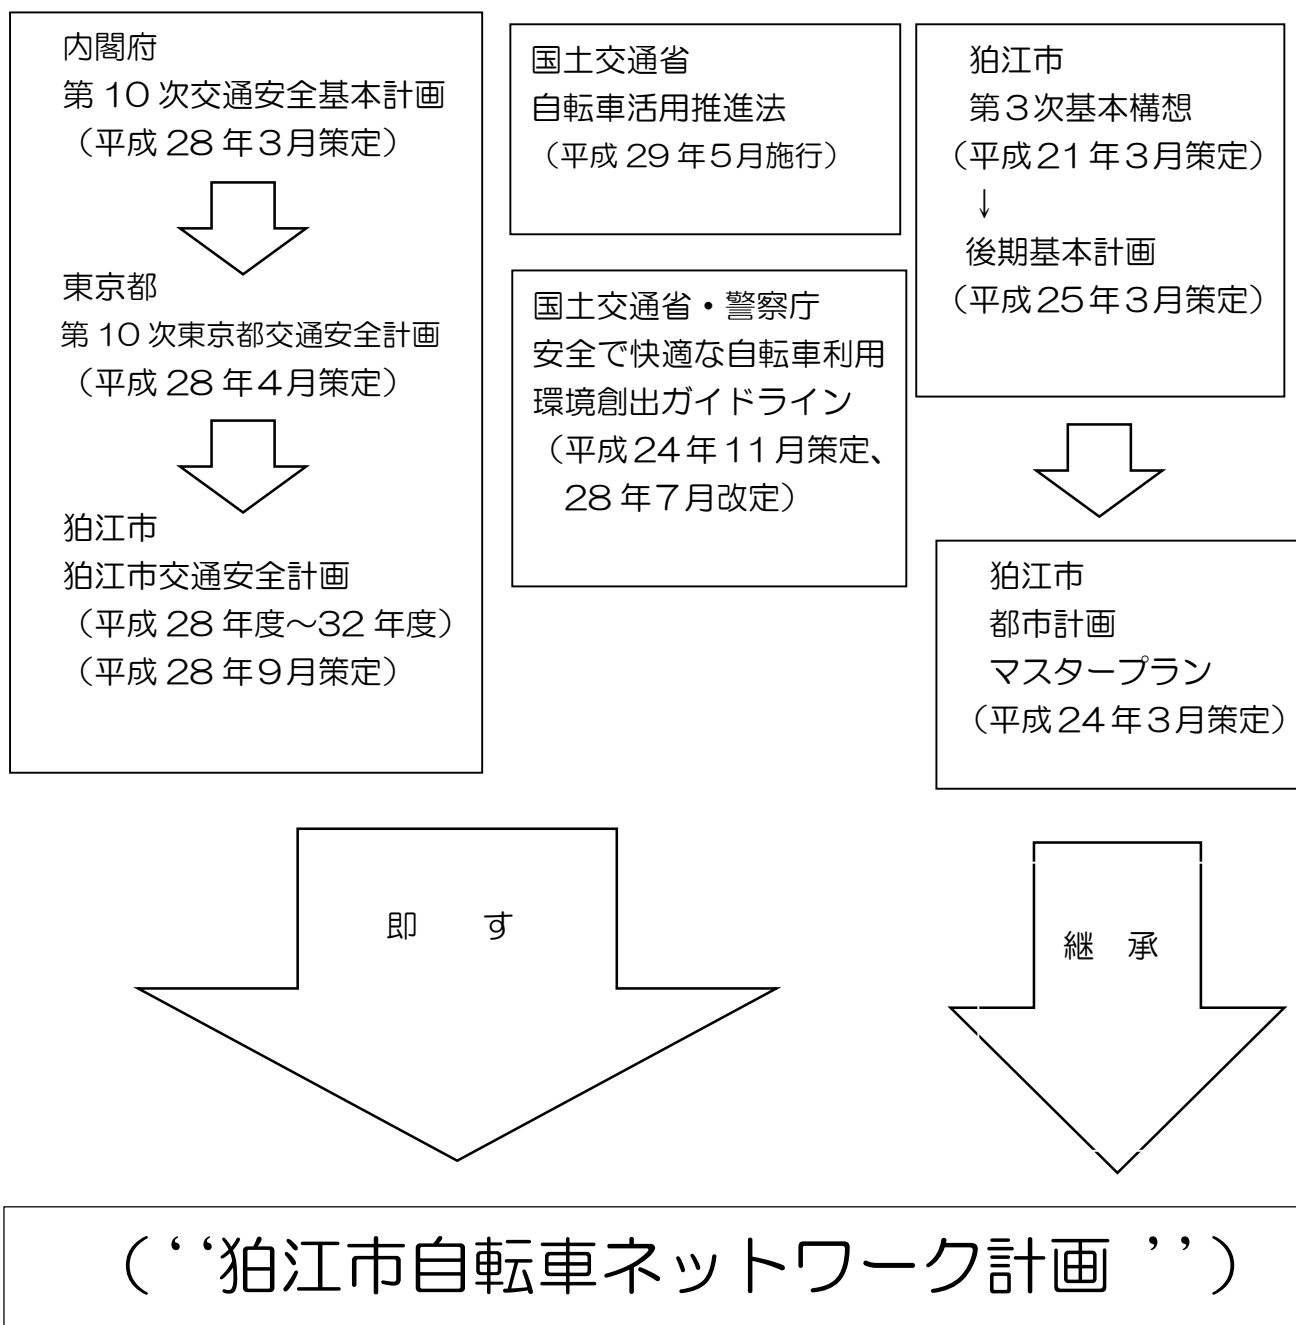 内閣府
第10次交通安全基本計画
（平成28年3月策定）
東京都
第10次東京都交通安全計画
（平成28年4月策定）
狛江市
狛江市交通安全計画
（平成28年度～32年度）
（平成28年9月策定）
国土交通省
自転車活用推進法
（平成29年5月施行）
国土交通省・警察庁
安全で快適な自転車利用
環境創出ガイドライン
（平成24年11月策定、
28年7月改定）
狛江市
第3次基本構想
（平成21年3月策定）
↓
後期基本計画
（平成25年3月策定）
狛江市
都市計画
マスタープラン
（平成24年3月策定）
即　す
継　承
（‘‘狛江市自転車ネットワーク計画 ’’）